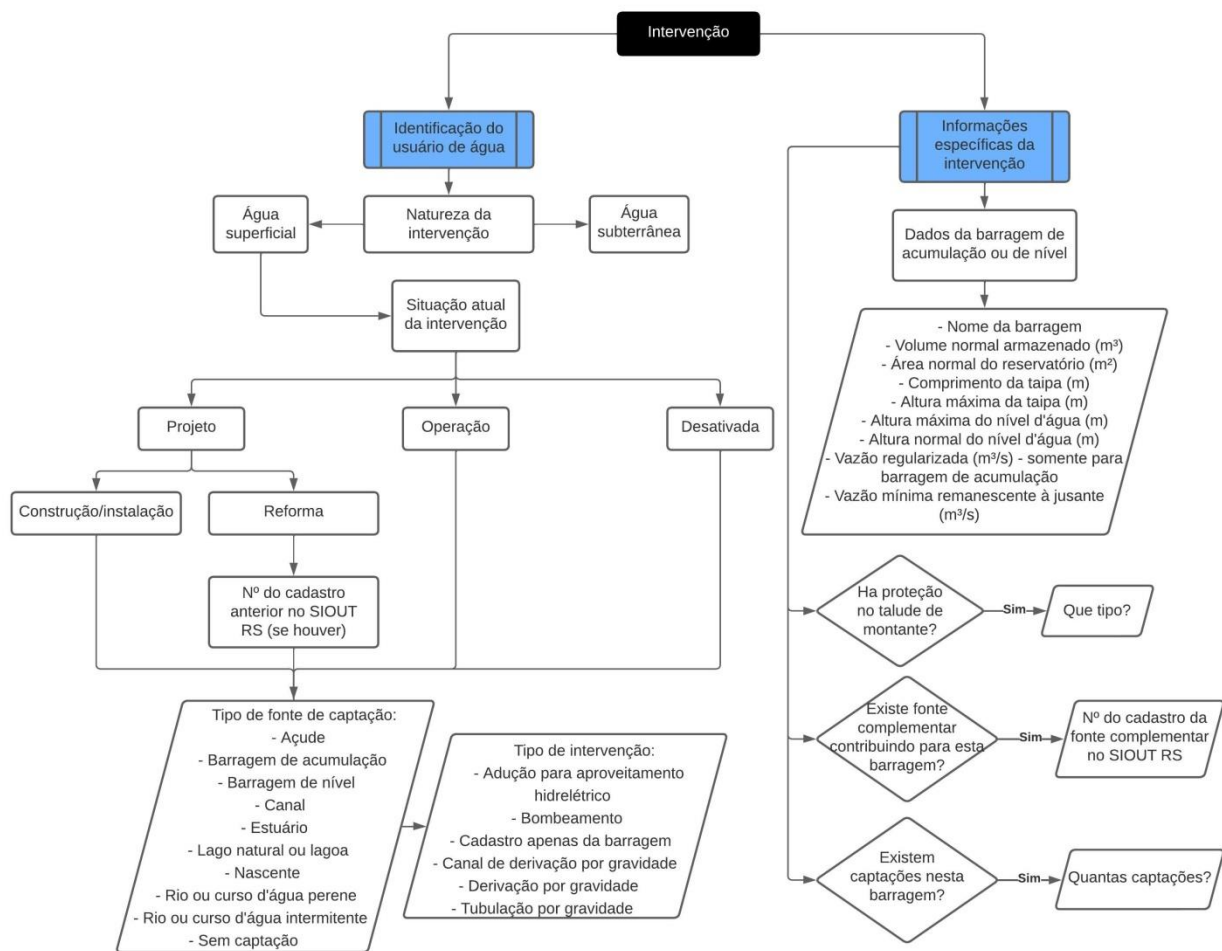 Intervenção
Identificação do
usuário de água
Natureza da
intervenção
Água
superficial
Água
subterrânea
Situação atual
da intervenção
Projeto
Operação
Desativada
Construção/instalação
Reforma
Nº do cadastro
anterior no SIOUT
RS (se houver)
Tipo de fonte de captação:
- Açude
- Barragem de acumulação
- Barragem de nível
- Canal
- Estuário
- Lago natural ou lagoa
- Nascente
- Rio ou curso d'água perene
- Rio ou curso d'água intermitente
- Sem captação
Tipo de intervenção:
- Adução para aproveitamento
hidrelétrico
- Bombeamento
- Cadastro apenas da barragem
- Canal de derivação por gravidade
- Derivação por gravidade
- Tubulação por gravidade
Informações
específicas da
intervenção
Dados da barragem de
acumulação ou de nível
- Nome da barragem
- Volume normal armazenado (m³)
- Área normal do reservatório (m²)
- Comprimento da taipa (m)
- Altura máxima da taipa (m)
- Altura máxima do nível d'água (m)
- Altura normal do nível d'água (m)
- Vazão regularizada (m³/s) - somente para
barragem de acumulação
- Vazão mínima remanescente à jusante
(m³/s)
Ha proteção
no talude de
montante?
Sim
Que tipo?
Existe fonte
complementar
contribuindo para esta
barragem?
Sim
Nº do cadastro da
fonte complementar
no SIOUT RS
Existem
captações nesta
barragem?
Sim
Quantas captações?